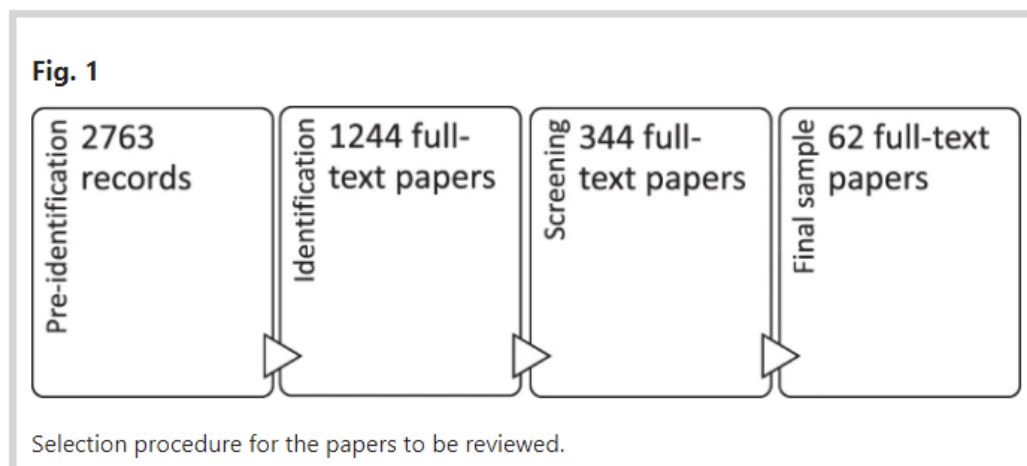 Fig. 1
Pre-identification
2763
records
Identification
1244 full-
text papers
Screening
344 full-
text papers
Final sample
62 full-text
papers
Selection procedure for the papers to be reviewed.